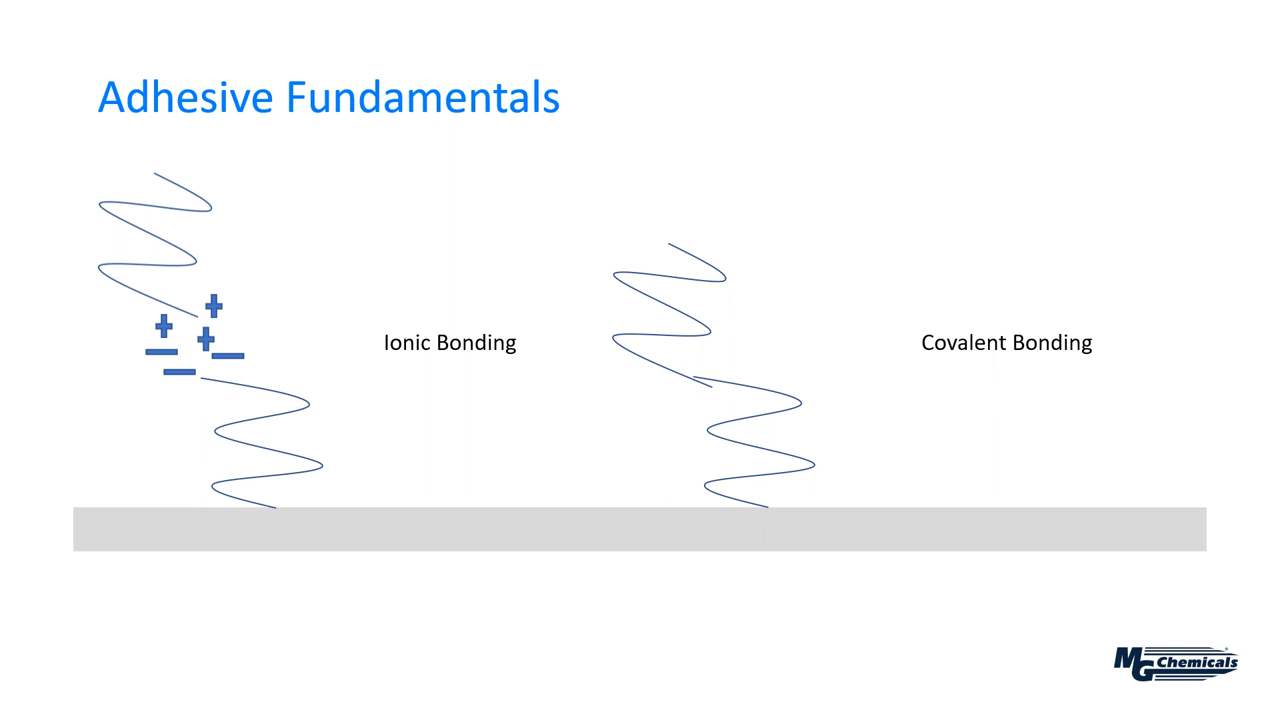 Adhesive Fundamentals
Ionic Bonding
Covalent Bonding
MG Chemicals